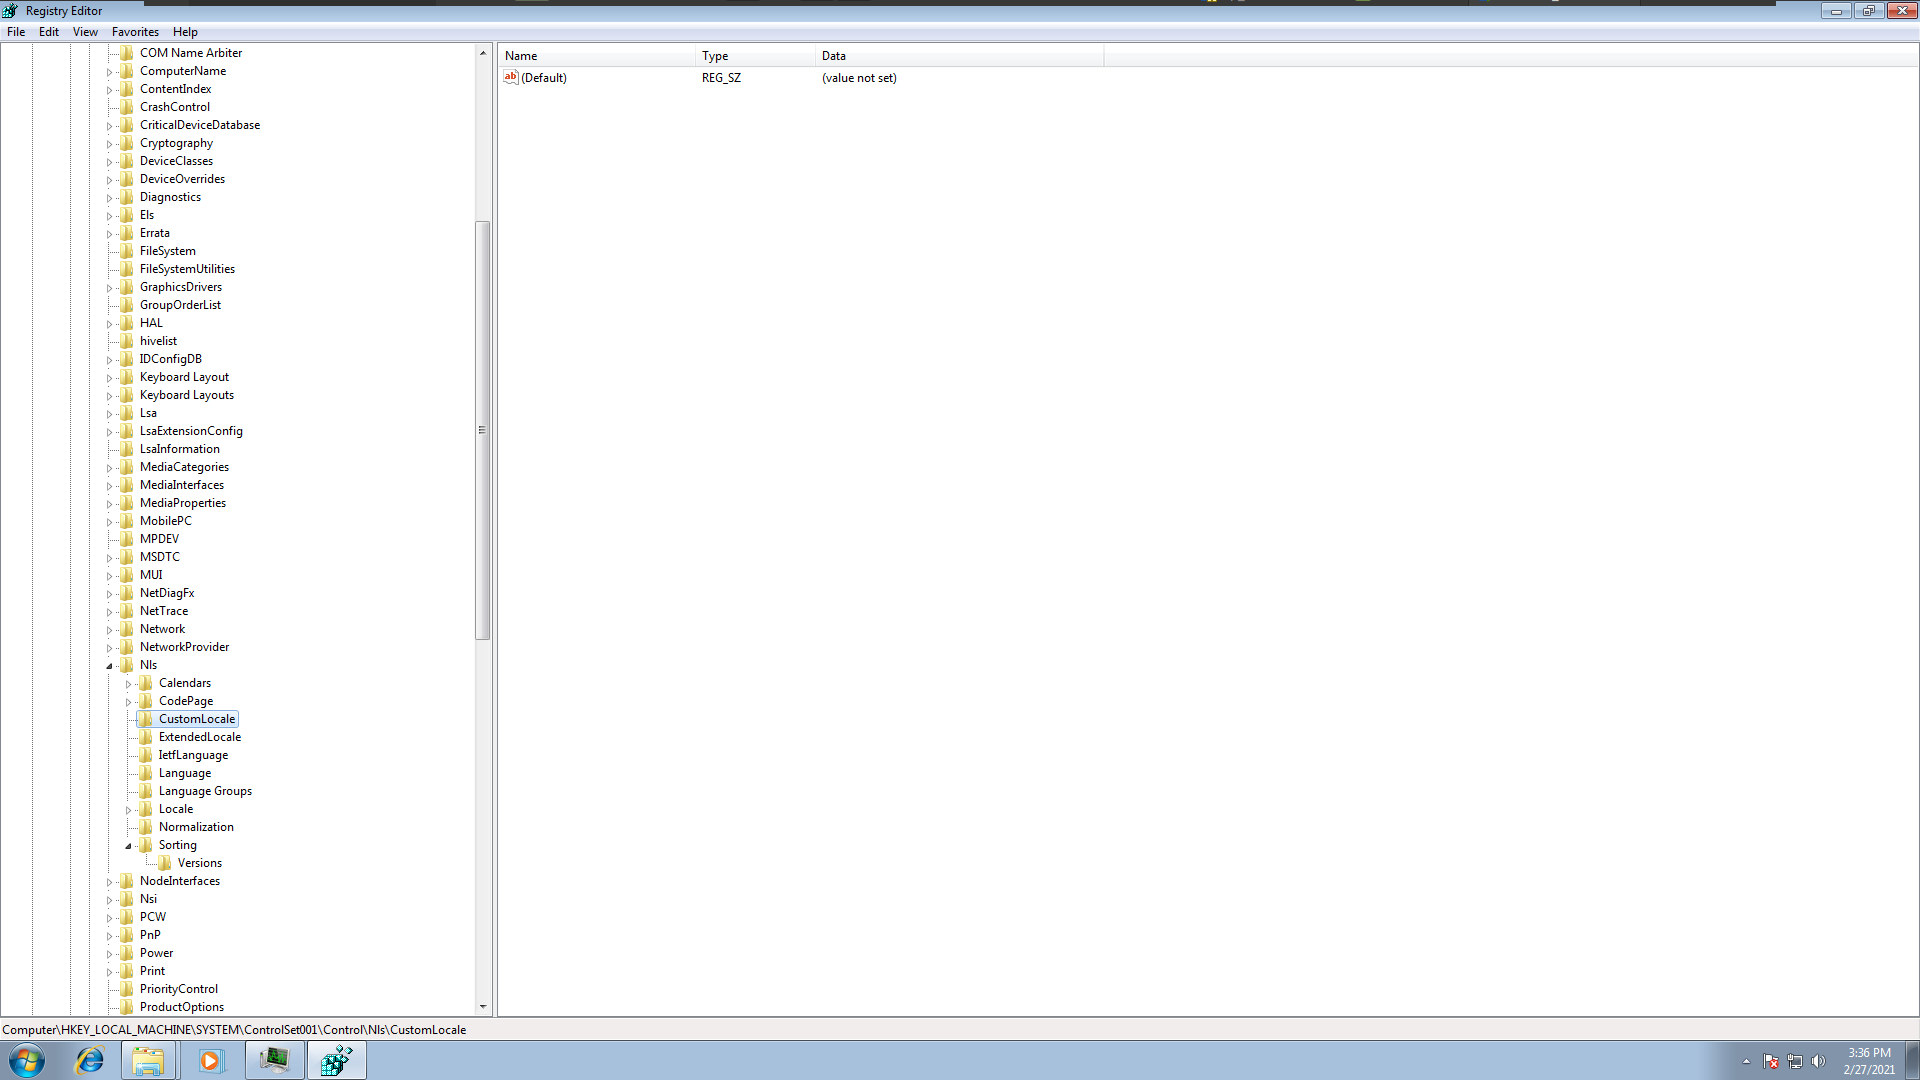 Registry Editor
File Edit View Favorites Help
COM Name Arbiter
ComputerName
ContentIndex
CrashControl
CriticalDeviceDatabase
Cryptography
DeviceClasses
DeviceOverrides
Diagnostics
Els
Errata
FileSystem
FileSystemUtilities
GraphicsDrivers
GroupOrderList
HAL
hivelist
IDConfigDB
Keyboard Layout
Keyboard Layouts
Lsa
LsaExtensionConfig
LsaInformation
MediaCategories
MediaInterfaces
MediaProperties
MobilePC
MPDEV
MSDTC
MUI
NetDiagFx
NetTrace
Network
NetworkProvider
Nls
Calendars
CodePage
CustomLocale
ExtendedLocale
IetfLanguage
Language
Language Groups
Locale
Normalization
Sorting
Versions
NodeInterfaces
Nsi
PCW
PnP
Power
Print
PriorityControl
ProductOptions
Name Type Data
(Default) REG_SZ (value not set)
Computer\HKEY_LOCAL_MACHINE\SYSTEM\ControlSet001\Control\Nls\CustomLocale
3:36 PM
2/27/2021